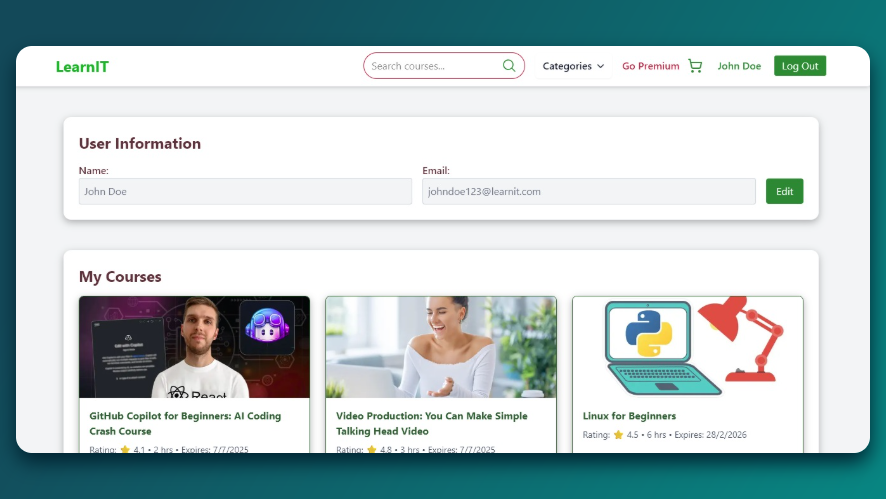 LearnIT
Search courses...
Categories
Go Premium
John Doe
Log Out
User Information
Name:
Email:
John Doe
johndoe123@learnit.com
Edit
My Courses
React
GitHub Copilot for Beginners: AI Coding
Crash Course
Rating: ⭐ 4.1 • 2 hrs • Expires: 7/7/2025
Video Production: You Can Make Simple
Talking Head Video
Rating: ⭐ 4.8 • 3 hrs • Expires: 7/7/2025
Linux for Beginners
Rating: ⭐ 4.5 • 6 hrs • Expires: 28/2/2026